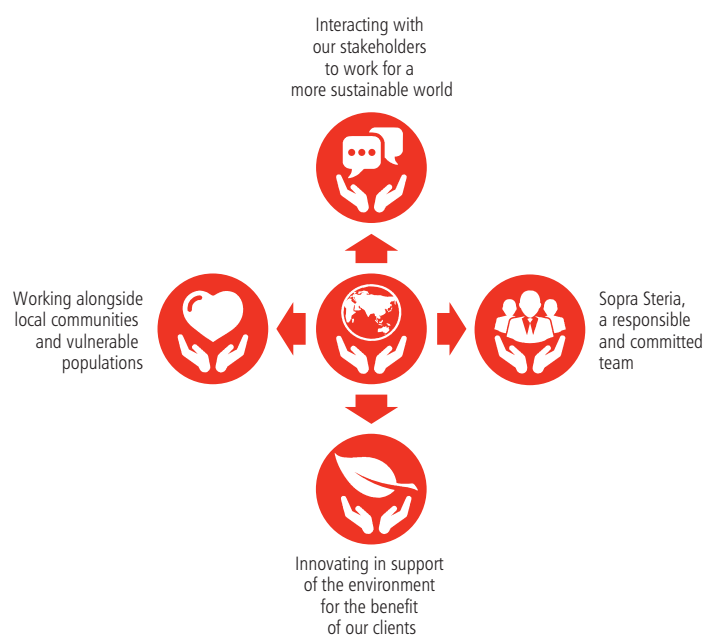 Interacting with
our stakeholders
to work for a
more sustainable world
Working alongside
local communities
and vulnerable
populations
Sopra Steria,
a responsible
and committed
team
Innovating in support
of the environment
for the benefit
of our clients